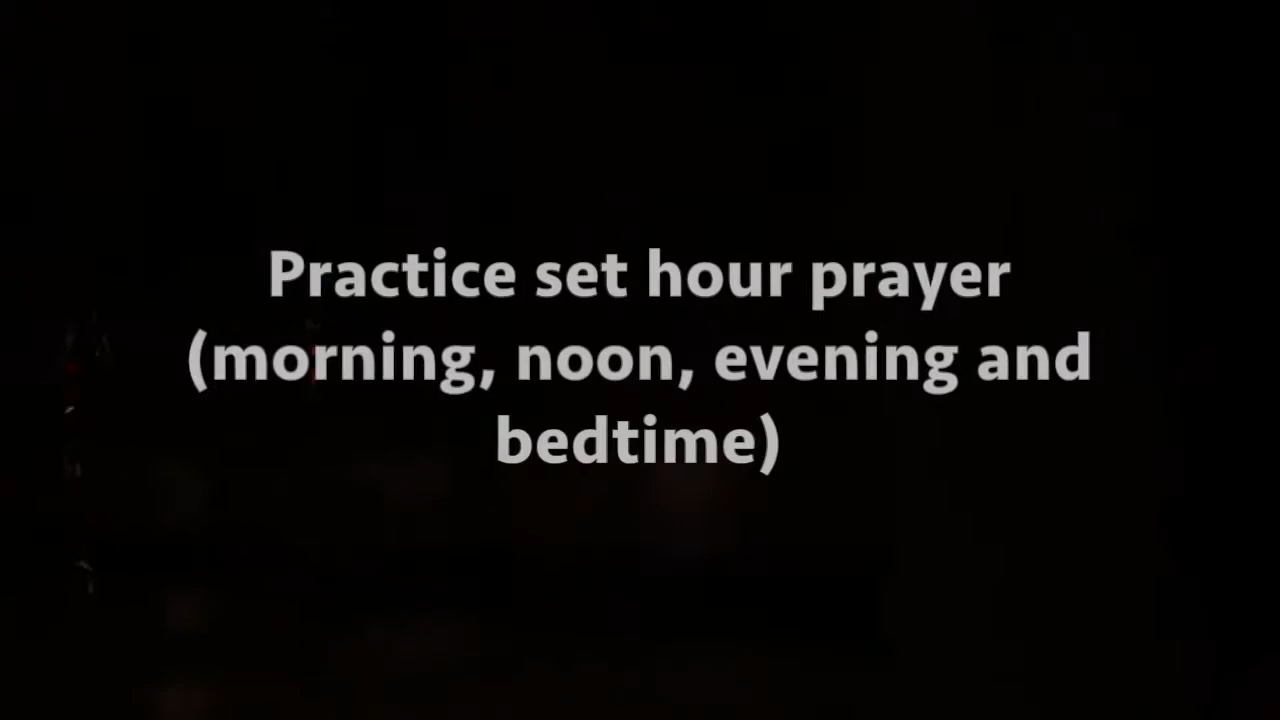 Practice set hour prayer
(morning, noon, evening and
bedtime)